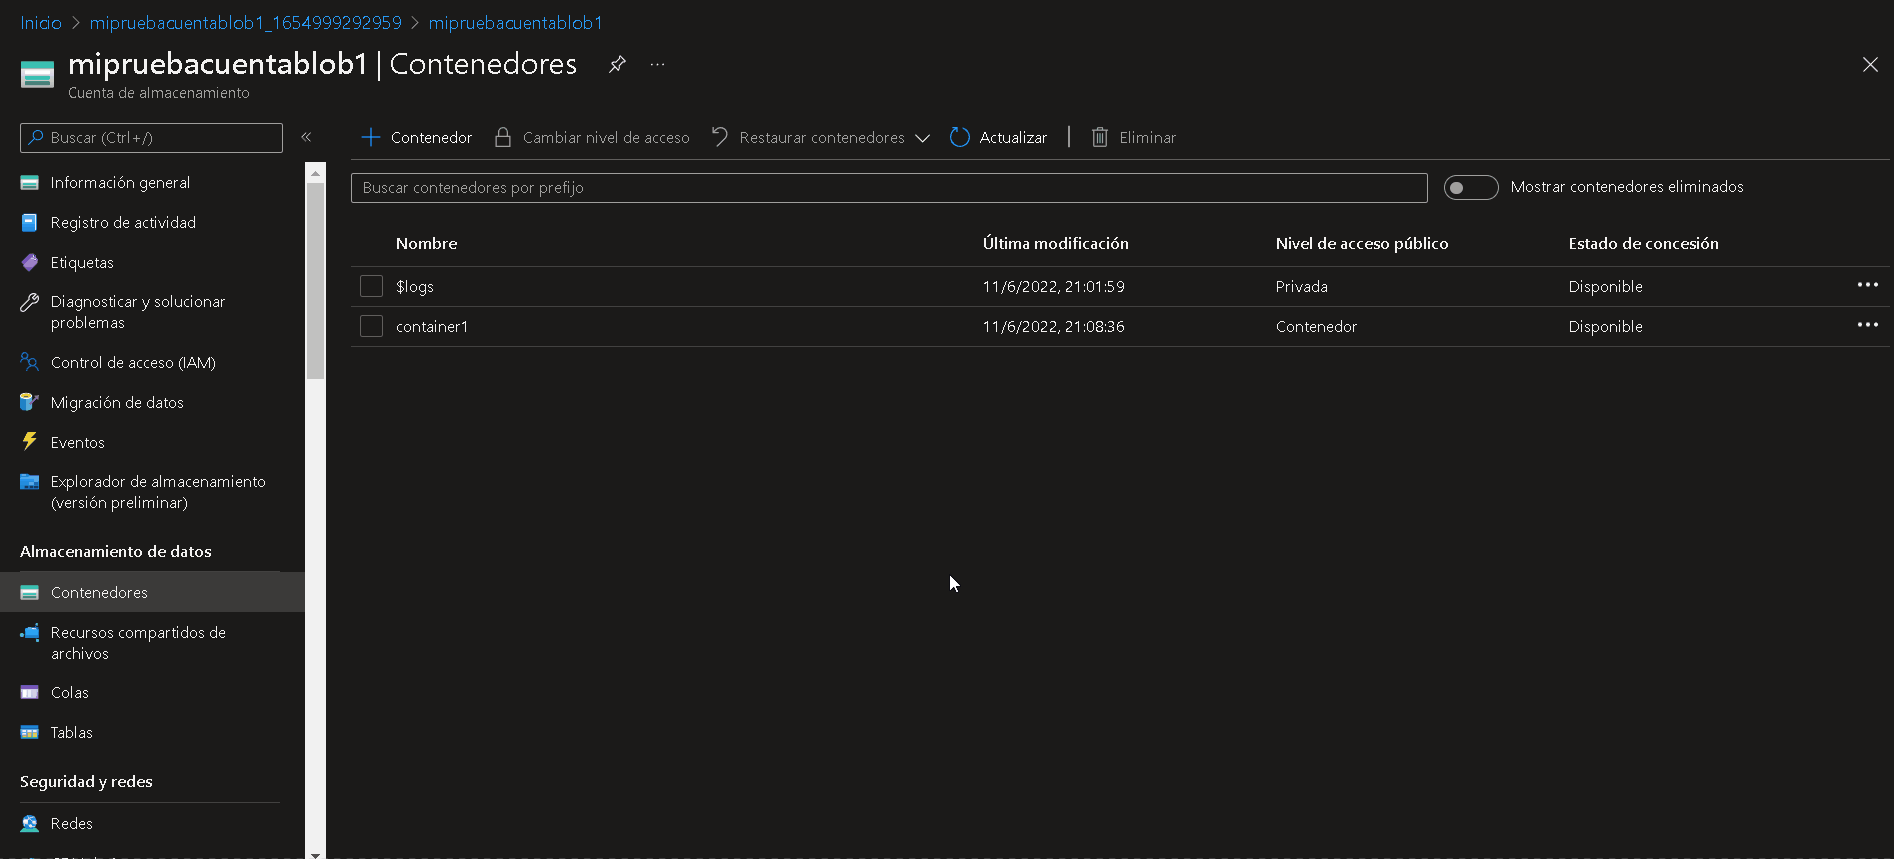 Inicio > mipruebacuentablob1_1654999292959 > mipruebacuentablob1
mipruebacuentablob1 | Contenedores
Cuenta de almacenamiento
Buscar (Ctrl+/)
Información general
Registro de actividad
Etiquetas
Diagnosticar y solucionar
problemas
Control de acceso (IAM)
Migración de datos
Eventos
Explorador de almacenamiento
(versión preliminar)
Almacenamiento de datos
Contenedores
Recursos compartidos de
archivos
Colas
Tablas
Seguridad y redes
Redes
Contenedor Cambiar nivel de acceso Restaurar contenedores Actualizar Eliminar
Buscar contenedores por prefijo Mostrar contenedores eliminados
Nombre Última modificación Nivel de acceso público Estado de concesión
$logs 11/6/2022, 21:01:59 Privada Disponible
container1 11/6/2022, 21:08:36 Contenedor Disponible